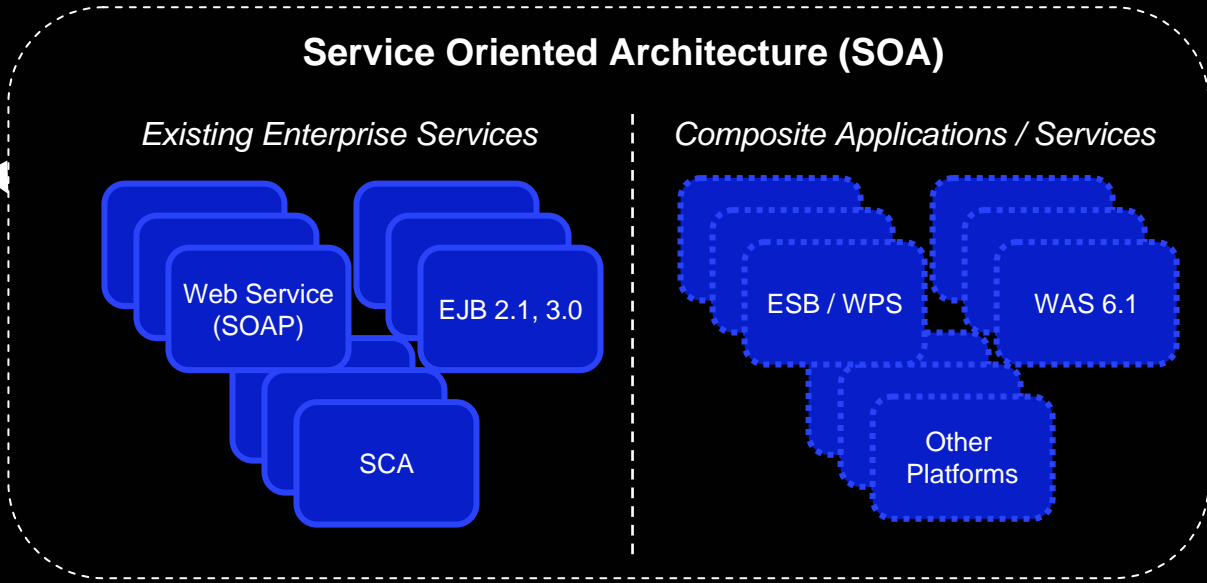 Service Oriented Architecture (SOA)
Existing Enterprise Services
Composite Applications / Services
Web Service
(SOAP)
EJB 2.1, 3.0
SCA
ESB / WPS
WAS 6.1
Other
Platforms